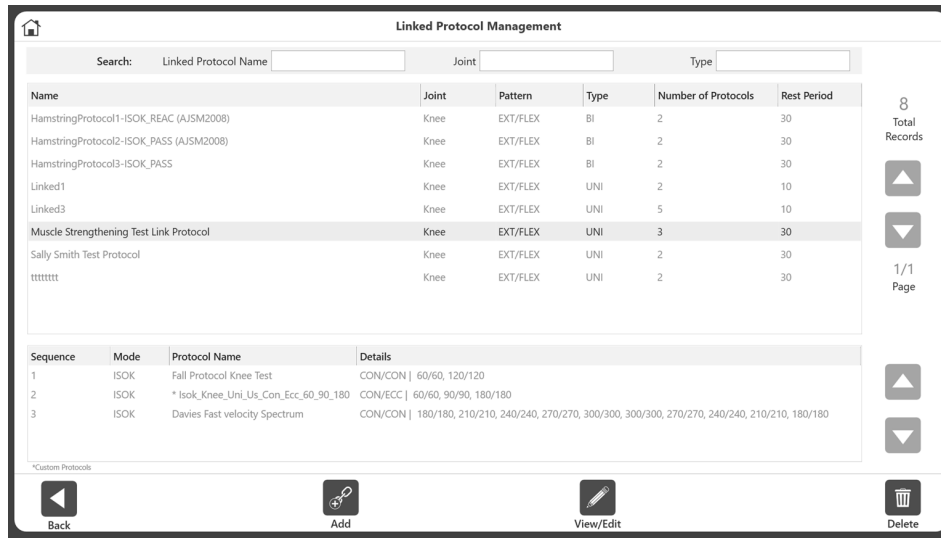 Linked Protocol Management
Search: Linked Protocol Name Joint Type
Name Joint Pattern Type Number of Protocols Rest Period
HamstringProtocol1-ISOK_REAC (AJSM2008) Knee EXT/FLEX BI 2 30
HamstringProtocol2-ISOK_PASS (AJSM2008) Knee EXT/FLEX BI 2 30
HamstringProtocol3-ISOK_PASS Knee EXT/FLEX BI 2 30
Linked1 Knee EXT/FLEX UNI 2 10
Linked3 Knee EXT/FLEX UNI 5 10
Muscle Strengthening Test Link Protocol Knee EXT/FLEX UNI 3 30
Sally Smith Test Protocol Knee EXT/FLEX UNI 2 30
tttttttt Knee EXT/FLEX UNI 2 30
8
Total
Records
1/1
Page
Sequence Mode Protocol Name Details
1 ISOK Fall Protocol Knee Test CON/CON | 60/60, 120/120
2 ISOK * Isok_Knee_Uni_Us_Con_Ecc_60_90_180 CON/ECC | 60/60, 90/90, 180/180
3 ISOK Davies Fast velocity Spectrum CON/CON | 180/180, 210/210, 240/240, 270/270, 300/300, 300/300, 270/270, 240/240, 210/210, 180/180
*Custom Protocols
Back Add View/Edit Delete